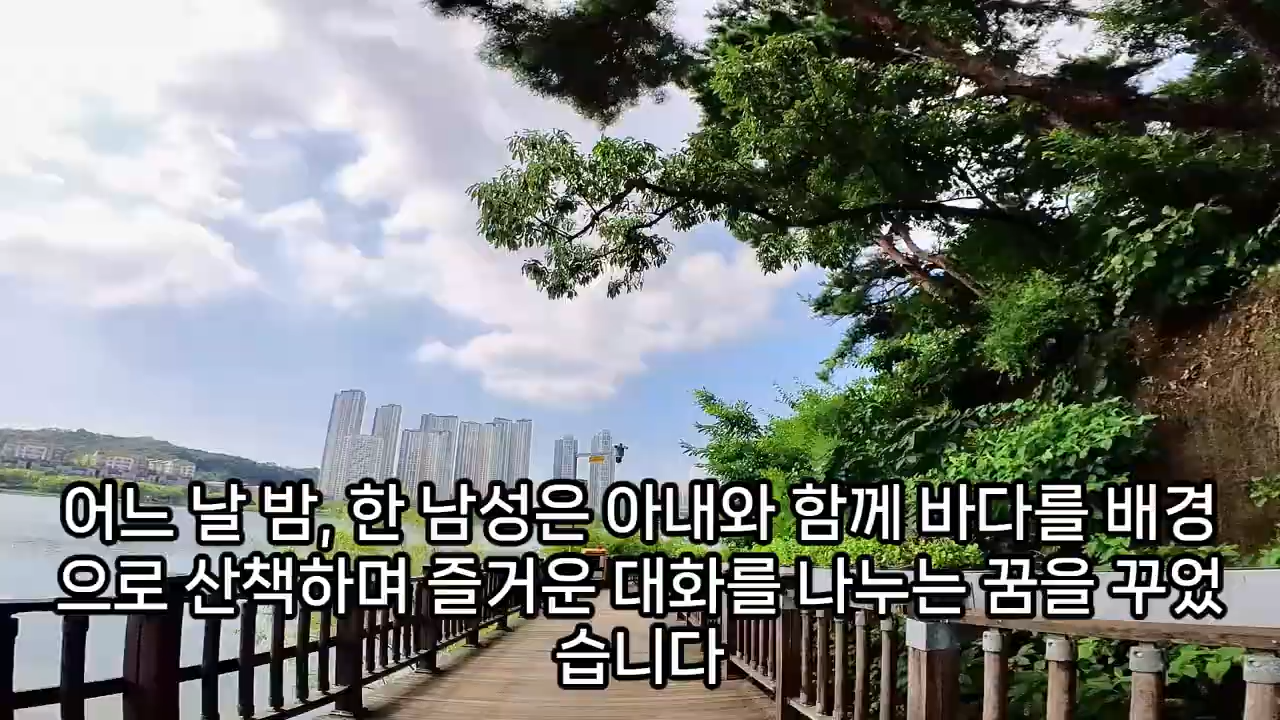 어느 날 밤, 한 남성은 아내와 함께 바다를 배경
으로 산책하며 즐거운 대화를 나누는 꿈을 꾸었
습니다